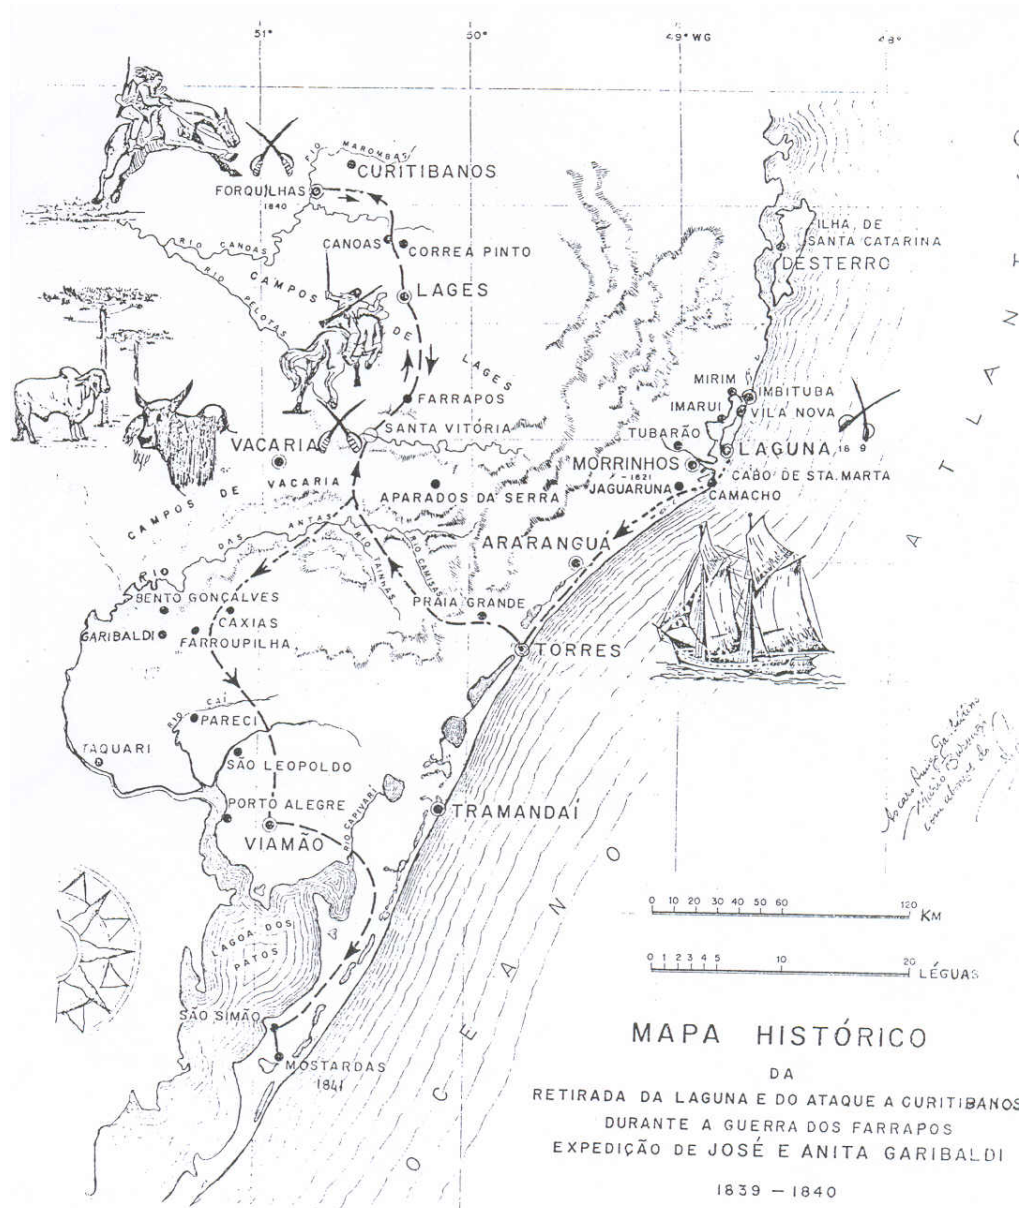 51°
50°
49° WG
48°
RIO MAROMBAS
CURITIBANOS
FORQUILHAS
1840
ILHA DE
SANTA CATARINA
DESTERRO
RIO CANOAS
CANOAS
CORREA PINTO
RIO PELOTAS
CAMPOS
DE
LAGES
LAGES
FARRAPOS
SANTA VITÓRIA
MIRIM
IMBITUBA
IMARUI
VILA NOVA
TUBARÃO
LAGUNA
VACARIA
MORRINHOS
-1821
CABO DE STA. MARTA
JAGUARUNA
CAMACHO
CAMPOS DE VACARIA
APARADOS DA SERRA
ARARANGUÁ
RIO DAS ANTAS
RIO TAINHAS
RIO CAMISAS
BENTO GONÇALVES
PRAIA GRANDE
CAXIAS
GARIBALDI
FARROUPILHA
TORRES
RIO CAÍ
PARECI
TAQUARI
SÃO LEOPOLDO
PORTO ALEGRE
RIO CAPIVARÍ
TRAMANDAÍ
VIAMÃO
LAGOA DOS
PATOS
SÃO SIMÃO
MOSTARDAS
1841
OCEANO
ATLANTICO
0 10 20 30 40 50 60 120 KM
0 1 2 3 4 5 10 20 LÉGUAS
MAPA HISTÓRICO
DA
RETIRADA DA LAGUNA E DO ATAQUE A CURITIBANOS
DURANTE A GUERRA DOS FARRAPOS
EXPEDIÇÃO DE JOSÉ E ANITA GARIBALDI
1839 - 1840